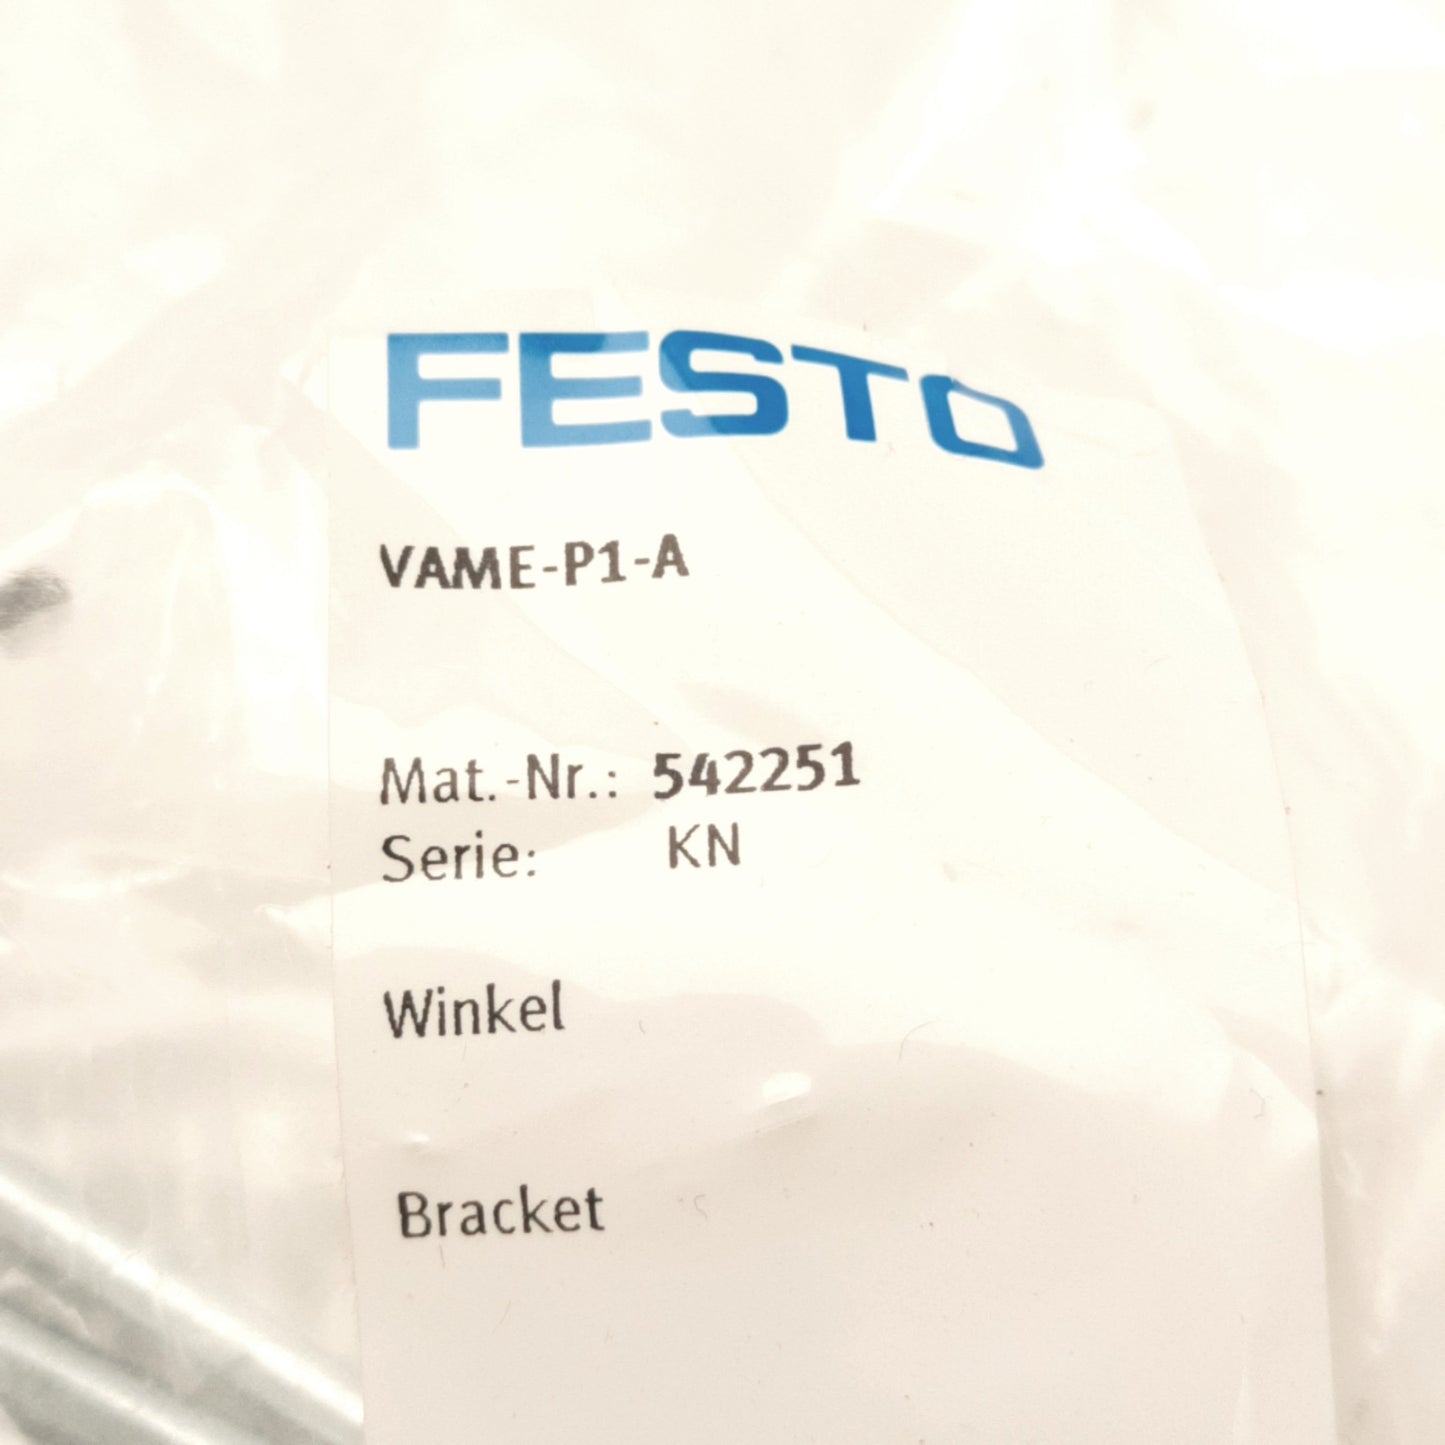 FESTO
VAME-P1-A
Mat.-Nr.: 542251
Serie: KN
Winkel
Bracket